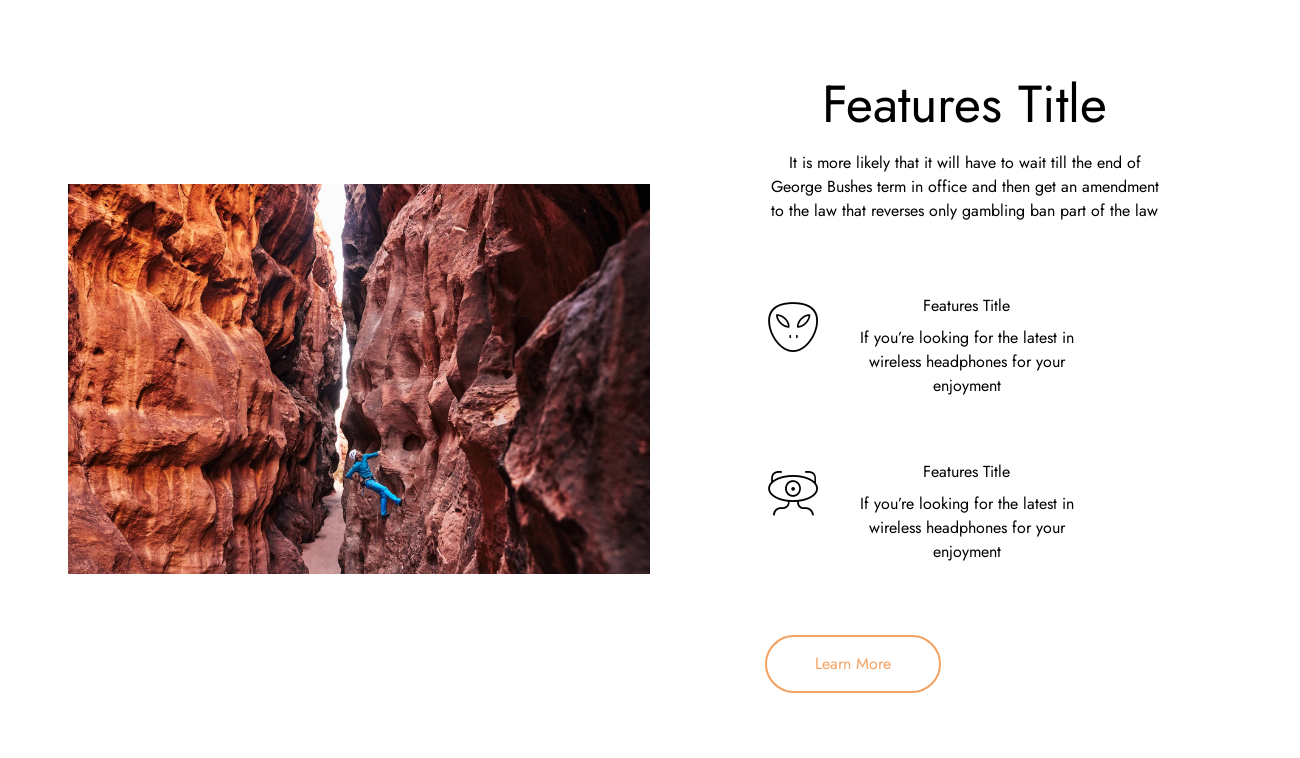 Features Title
It is more likely that it will have to wait till the end of
George Bushes term in office and then get an amendment
to the law that reverses only gambling ban part of the law
Features Title
If you’re looking for the latest in
wireless headphones for your
enjoyment
Features Title
If you’re looking for the latest in
wireless headphones for your
enjoyment
Learn More